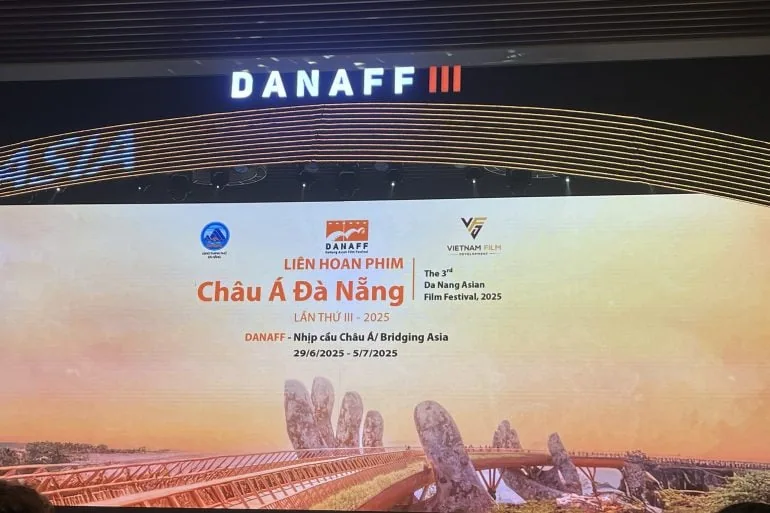 DANAFF III
ASIA
DANAFF
VIETNAM FILM
DEVELOPMENT
LIÊN HOAN PHIM
Châu Á Đà Nẵng
LẦN THỨ III - 2025
The 3rd
Da Nang Asian
Film Festival, 2025
DANAFF - Nhịp cầu Châu Á/ Bridging Asia
29/6/2025 - 5/7/2025